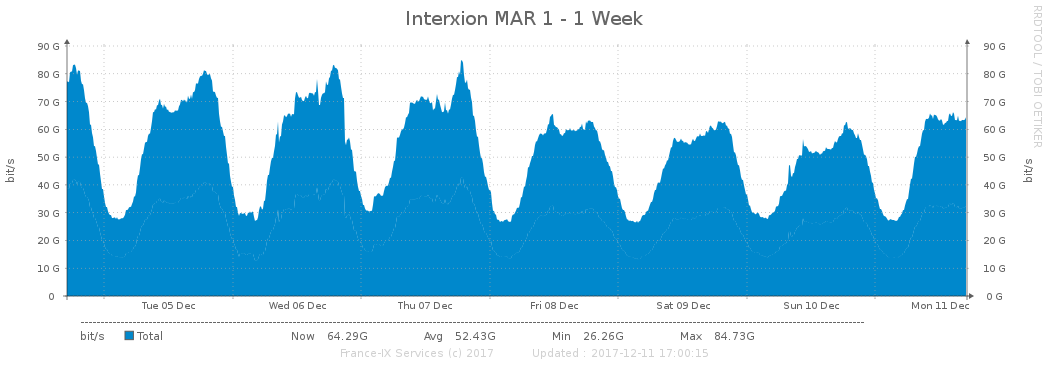 Interxion MAR 1 - 1 Week
RRDTOOL / TOBI OETIKER
90 G 90 G
80 G 80 G
70 G 70 G
60 G 60 G
50 G 50 G
40 G 40 G
30 G 30 G
20 G 20 G
10 G 10 G
0 0 G
bit/s
bit/s
Tue 05 Dec Wed 06 Dec Thu 07 Dec Fri 08 Dec Sat 09 Dec Sun 10 Dec Mon 11 Dec
bit/s Total Now 64.29G Avg 52.43G Min 26.26G Max 84.73G
France-IX Services (c) 2017 Updated : 2017-12-11 17:00:15